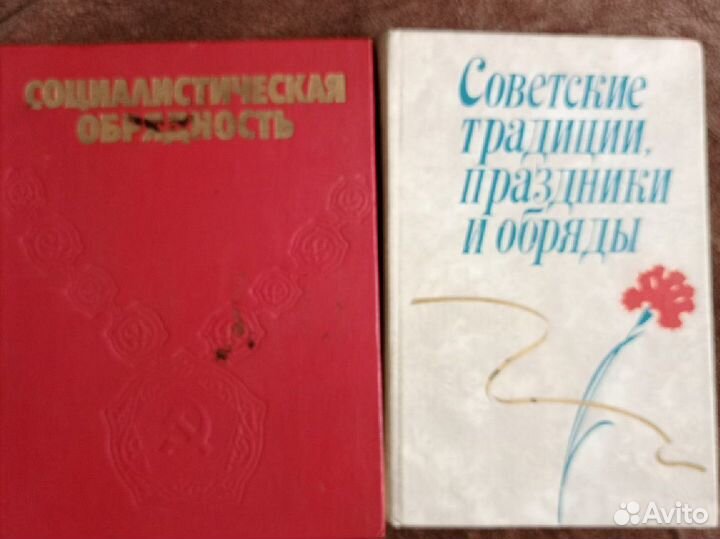 СОЦИАЛИСТИЧЕСКАЯ
ОБРЯДНОСТЬ
Советские
традиции,
праздники
и обряды
Avito